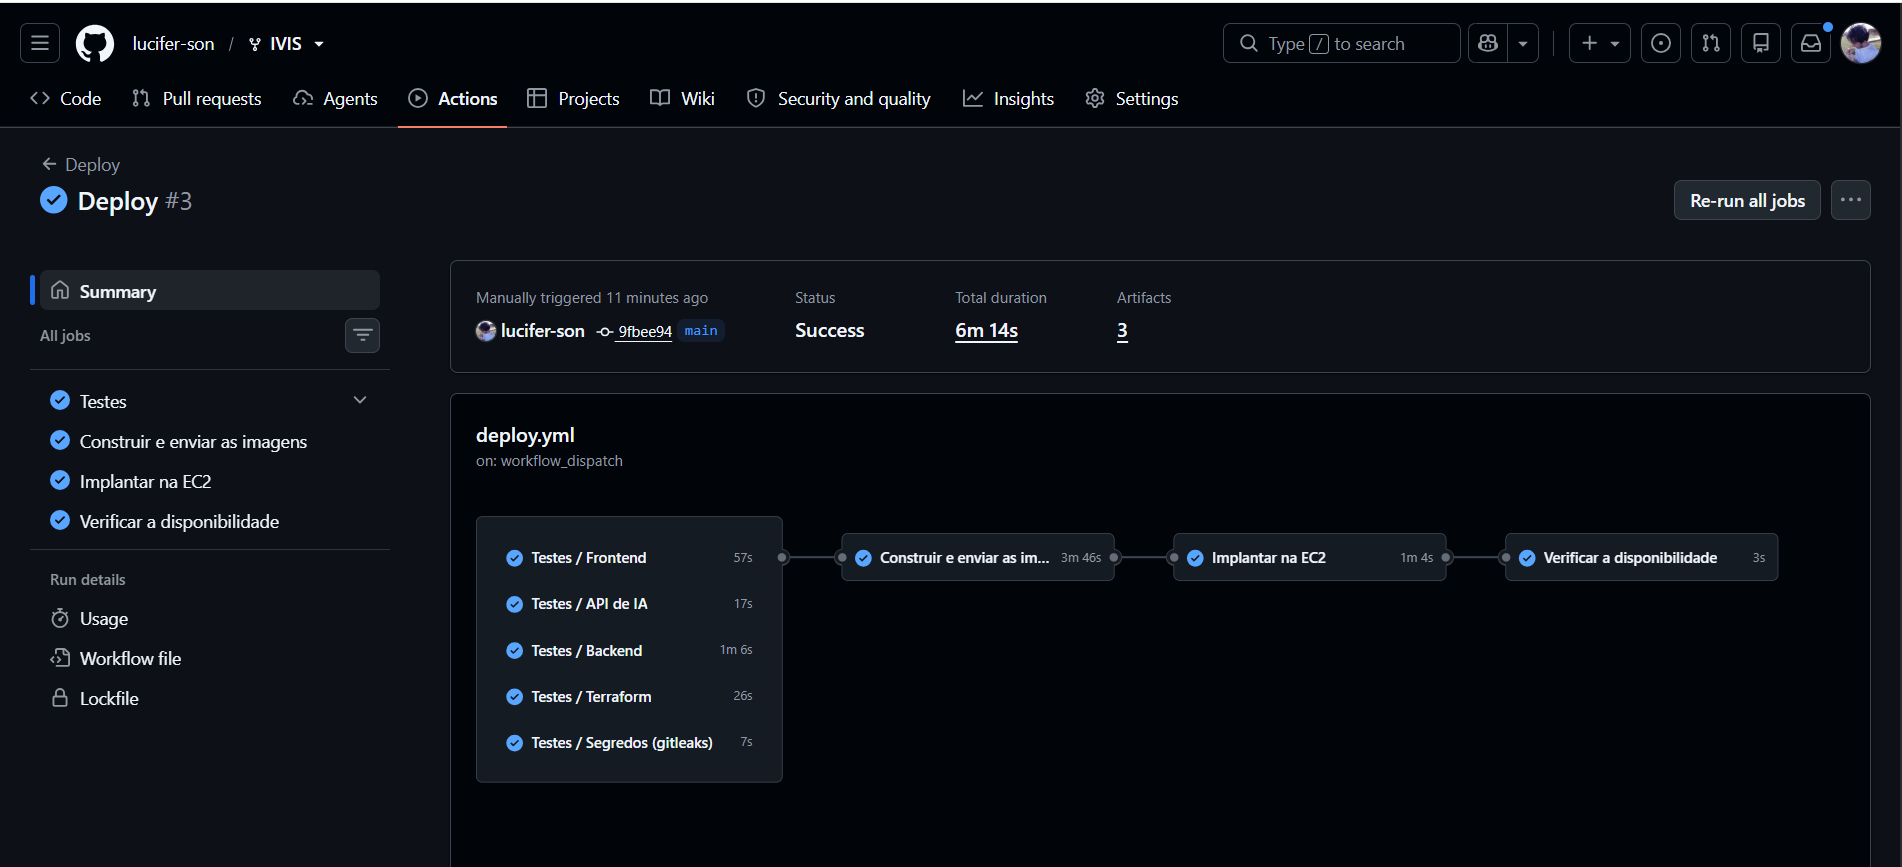 lucifer-son / IVIS
Type / to search
Code
Pull requests
Agents
Actions
Projects
Wiki
Security and quality
Insights
Settings
Deploy
Deploy #3
Re-run all jobs
Summary
All jobs
Testes
Construir e enviar as imagens
Implantar na EC2
Verificar a disponibilidade
Run details
Usage
Workflow file
Lockfile
Manually triggered 11 minutes ago
lucifer-son 9fbee94 main
Status
Success
Total duration
6m 14s
Artifacts
3
deploy.yml
on: workflow_dispatch
Testes / Frontend 57s
Testes / API de IA 17s
Testes / Backend 1m 6s
Testes / Terraform 26s
Testes / Segredos (gitleaks) 7s
Construir e enviar as im... 3m 46s
Implantar na EC2 1m 4s
Verificar a disponibilidade 3s